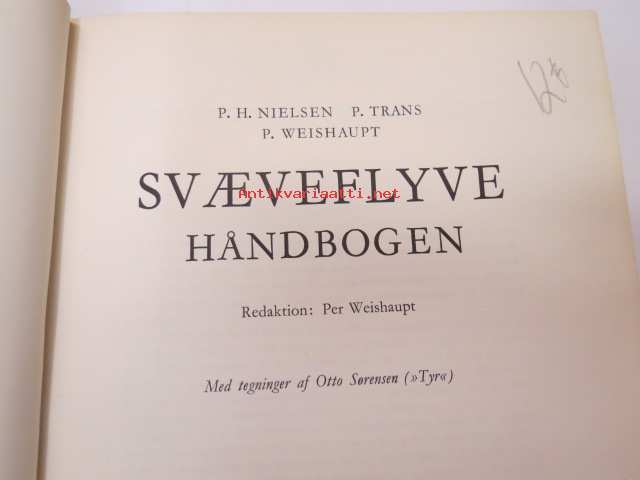 P. H. NIELSEN P. TRANS
P. WEISHAUPT
SVÆVEFLYVE
Antikvariaatti.net
HÅNDBOGEN
Redaktion: Per Weishaupt
Med tegninger af Otto Sørensen (»Tyr«)